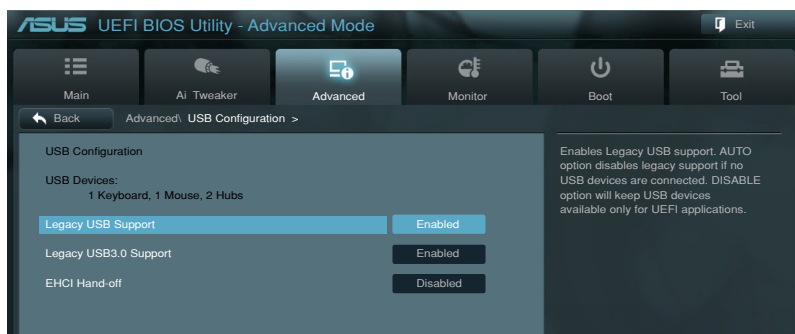 ASUS UEFI BIOS Utility - Advanced Mode
Exit
Main
Ai Tweaker
Advanced
Monitor
Boot
Tool
Back
Advanced\ USB Configuration >
USB Configuration
USB Devices:
1 Keyboard, 1 Mouse, 2 Hubs
Legacy USB Support Enabled
Legacy USB3.0 Support Enabled
EHCI Hand-off Disabled
Enables Legacy USB support. AUTO
option disables legacy support if no
USB devices are connected. DISABLE
option will keep USB devices
available only for UEFI applications.